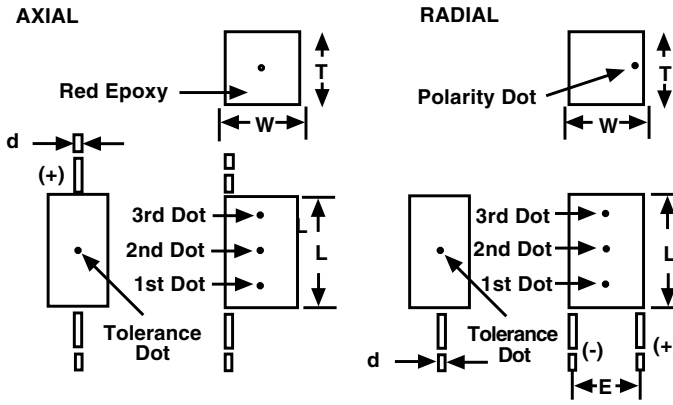 AXIAL
T
Red Epoxy
W
d
(+)
3rd Dot
2nd Dot
1st Dot
L
L
Tolerance
Dot
RADIAL
T
Polarity Dot
W
3rd Dot
2nd Dot
1st Dot
L
Tolerance
Dot
d
(-)
(+
E